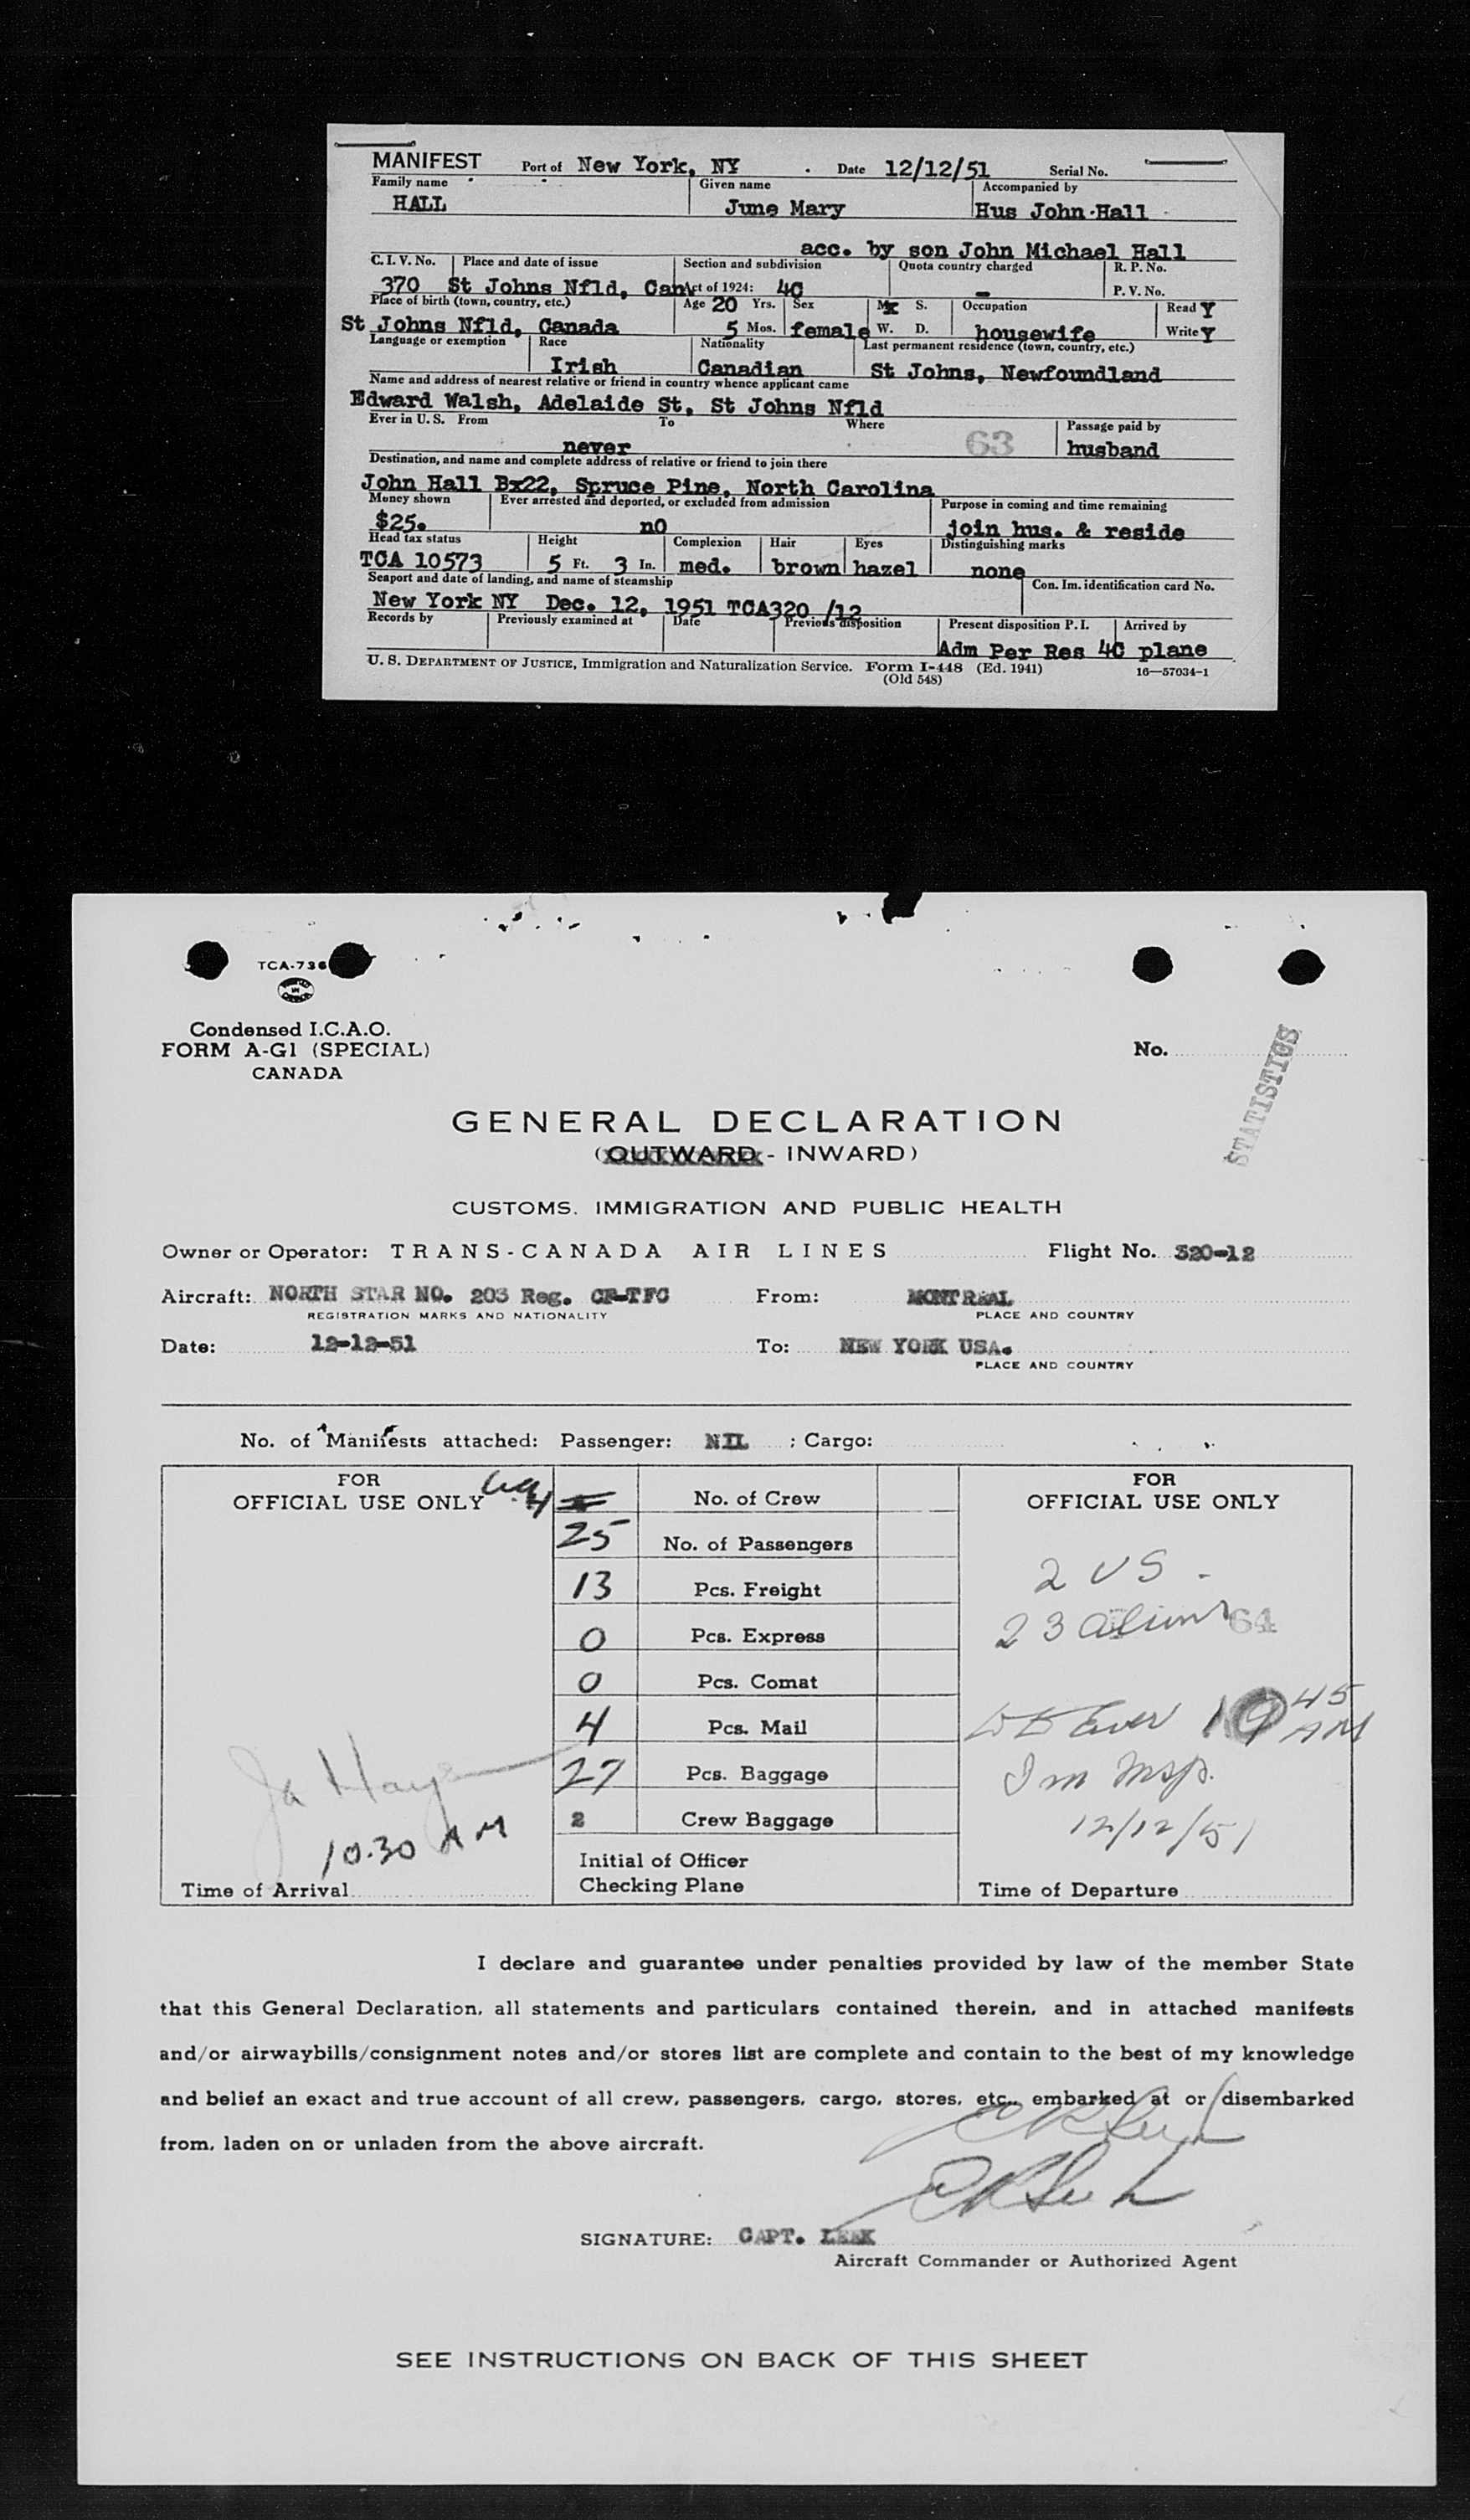 MANIFEST Port of New York, NY Date 12/12/51 Serial No.
Family name Given name Accompanied by
HALL June Mary Hus John Hall
acc. by son John Michael Hall
C. I. V. No. Place and date of issue Section and subdivision Quota country charged R. P. No.
370 St Johns Nfld, Can Act of 1924: 4C - P. V. No.
Place of birth (town, country, etc.) Age 20 Yrs. Sex M. S. Occupation Read Y
St Johns Nfld, Canada 5 Mos. female W. D. housewife Write Y
Language or exemption Race Nationality Last permanent residence (town, country, etc.)
Irish Canadian St Johns, Newfoundland
Name and address of nearest relative or friend in country whence applicant came
Edward Walsh, Adelaide St, St Johns Nfld
Ever in U. S. From To Where Passage paid by
never 63 husband
Destination, and name and complete address of relative or friend to join there
John Hall Bx22, Spruce Pine, North Carolina
Money shown Ever arrested and deported, or excluded from admission Purpose in coming and time remaining
$25. nO join hus. & reside
Head tax status Height Complexion Hair Eyes Distinguishing marks
TCA 10573 5 Ft. 3 In. med. brown hazel none
Seaport and date of landing, and name of steamship Con. Im. identification card No.
New York NY Dec. 12, 1951 TCA320 /12
Records by Previously examined at Date Previous disposition Present disposition P. I. Arrived by
Adm Per Res 4C plane
U. S. DEPARTMENT OF JUSTICE, Immigration and Naturalization Service. Form I-448 (Ed. 1941) 16—57034-1
(Old 548)
TCA-736
Condensed I.C.A.O.
FORM A-G1 (SPECIAL) No.
CANADA
STATISTICS
GENERAL DECLARATION
(OUTWARD - INWARD)
CUSTOMS, IMMIGRATION AND PUBLIC HEALTH
Owner or Operator: TRANS-CANADA AIR LINES Flight No. 320-12
Aircraft: NORTH STAR NO. 203 Reg. CF-TFC From: MONTREAL
REGISTRATION MARKS AND NATIONALITY PLACE AND COUNTRY
Date: 12-12-51 To: NEW YORK USA.
PLACE AND COUNTRY
No. of Manifests attached: Passenger: NIL ; Cargo:
FOR OFFICIAL USE ONLY
4 No. of Crew
25 No. of Passengers
13 Pcs. Freight
0 Pcs. Express
0 Pcs. Comat
4 Pcs. Mail
27 Pcs. Baggage
2 Crew Baggage
Initial of Officer
Checking Plane
10.30 AM
Time of Arrival
FOR OFFICIAL USE ONLY
2 US -
23 aliens 64
45 AM
Im Insp.
12/12/51
Time of Departure
I declare and guarantee under penalties provided by law of the member State
that this General Declaration, all statements and particulars contained therein, and in attached manifests
and/or airwaybills/consignment notes and/or stores list are complete and contain to the best of my knowledge
and belief an exact and true account of all crew, passengers, cargo, stores, etc., embarked at or disembarked
from, laden on or unladen from the above aircraft.
SIGNATURE: CAPT. LEEK
Aircraft Commander or Authorized Agent
SEE INSTRUCTIONS ON BACK OF THIS SHEET